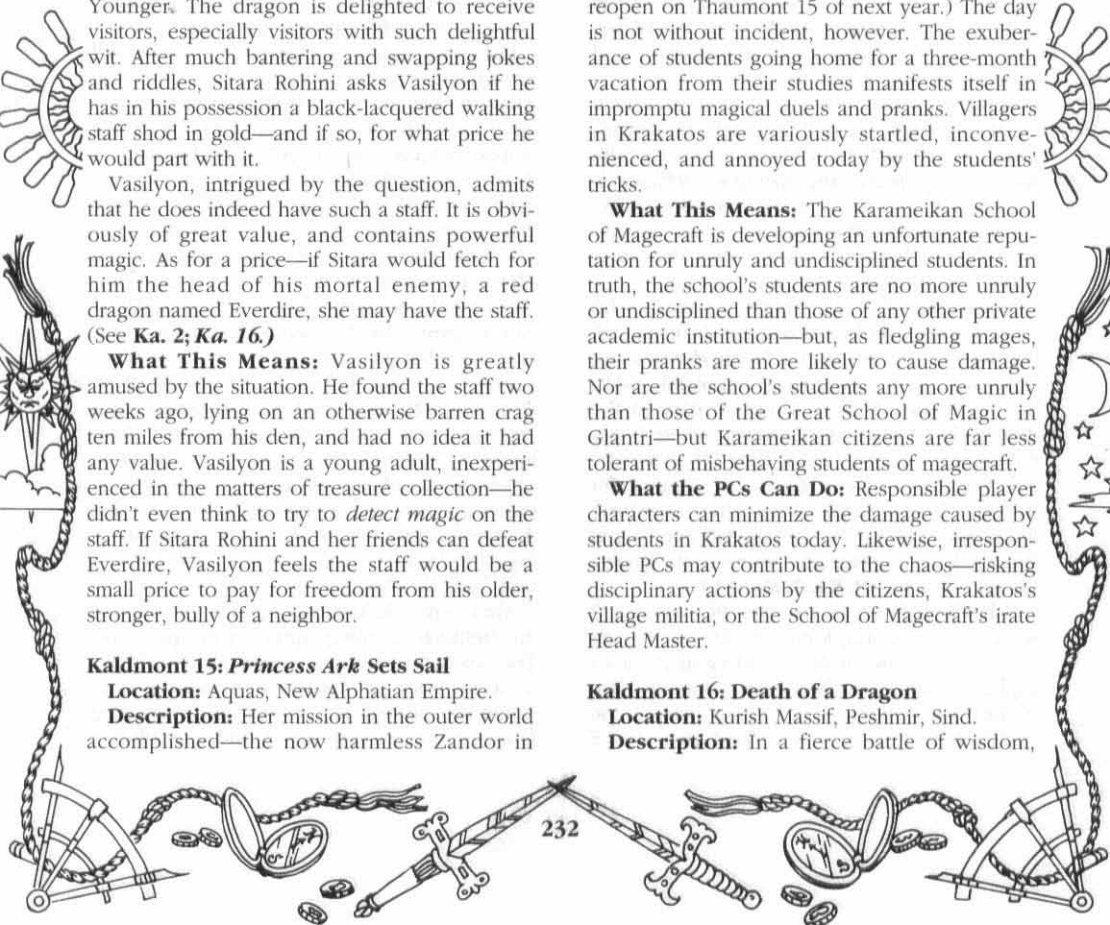 Younger. The dragon is delighted to receive
visitors, especially visitors with such delightful
wit. After much bantering and swapping jokes
and riddles, Sitara Rohini asks Vasilyon if he
has in his possession a black-lacquered walking
staff shod in gold—and if so, for what price he
would part with it.
Vasilyon, intrigued by the question, admits
that he does indeed have such a staff. It is obvi-
ously of great value, and contains powerful
magic. As for a price—if Sitara would fetch for
him the head of his mortal enemy, a red
dragon named Everdire, she may have the staff.
(See Ka. 2; Ka. 16.)
What This Means: Vasilyon is greatly
amused by the situation. He found the staff two
weeks ago, lying on an otherwise barren crag
ten miles from his den, and had no idea it had
any value. Vasilyon is a young adult, inexperi-
enced in the matters of treasure collection—he
didn't even think to try to detect magic on the
staff. If Sitara Rohini and her friends can defeat
Everdire, Vasilyon feels the staff would be a
small price to pay for freedom from his older,
stronger, bully of a neighbor.
Kaldmont 15: Princess Ark Sets Sail
Location: Aquas, New Alphatian Empire.
Description: Her mission in the outer world
accomplished—the now harmless Zandor in
reopen on Thaumont 15 of next year.) The day
is not without incident, however. The exuber-
ance of students going home for a three-month
vacation from their studies manifests itself in
impromptu magical duels and pranks. Villagers
in Krakatos are variously startled, inconve-
nienced, and annoyed today by the students'
tricks.
What This Means: The Karameikan School
of Magecraft is developing an unfortunate repu-
tation for unruly and undisciplined students. In
truth, the school's students are no more unruly
or undisciplined than those of any other private
academic institution—but, as fledgling mages,
their pranks are more likely to cause damage.
Nor are the school's students any more unruly
than those of the Great School of Magic in
Glantri—but Karameikan citizens are far less
tolerant of misbehaving students of magecraft.
What the PCs Can Do: Responsible player
characters can minimize the damage caused by
students in Krakatos today. Likewise, irrespon-
sible PCs may contribute to the chaos—risking
disciplinary actions by the citizens, Krakatos's
village militia, or the School of Magecraft's irate
Head Master.
Kaldmont 16: Death of a Dragon
Location: Kurish Massif, Peshmir, Sind.
Description: In a fierce battle of wisdom,
232